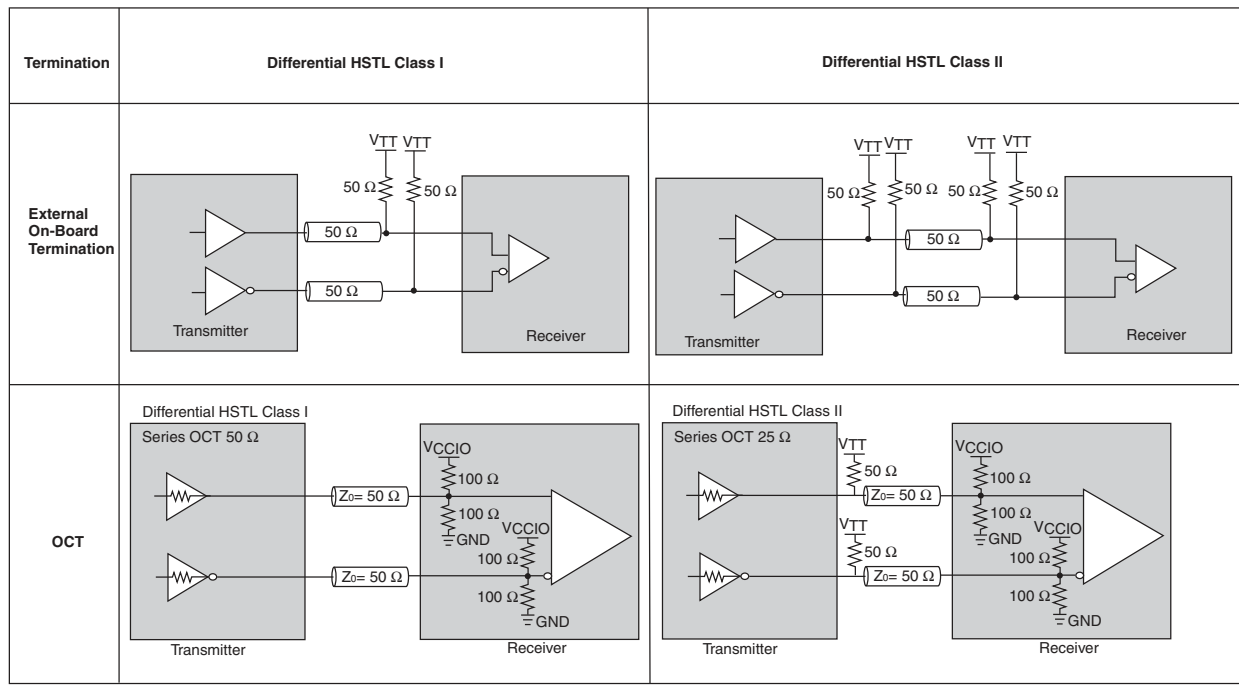 Termination
Differential HSTL Class I
Differential HSTL Class II
External
On-Board
Termination
VTT VTT
50 Ω 50 Ω
50 Ω
50 Ω
Transmitter
Receiver
VTT VTT VTT VTT
50 Ω 50 Ω 50 Ω 50 Ω
50 Ω
50 Ω
Transmitter
Receiver
OCT
Differential HSTL Class I
Series OCT 50 Ω
VCCIO
100 Ω
Z0= 50 Ω
100 Ω
VCCIO
GND
100 Ω
Z0= 50 Ω
100 Ω
GND
Transmitter
Receiver
Differential HSTL Class II
Series OCT 25 Ω
VTT
VCCIO
50 Ω
100 Ω
Z0= 50 Ω
100 Ω
VTT
VCCIO
GND
50 Ω
100 Ω
Z0= 50 Ω
100 Ω
GND
Transmitter
Receiver